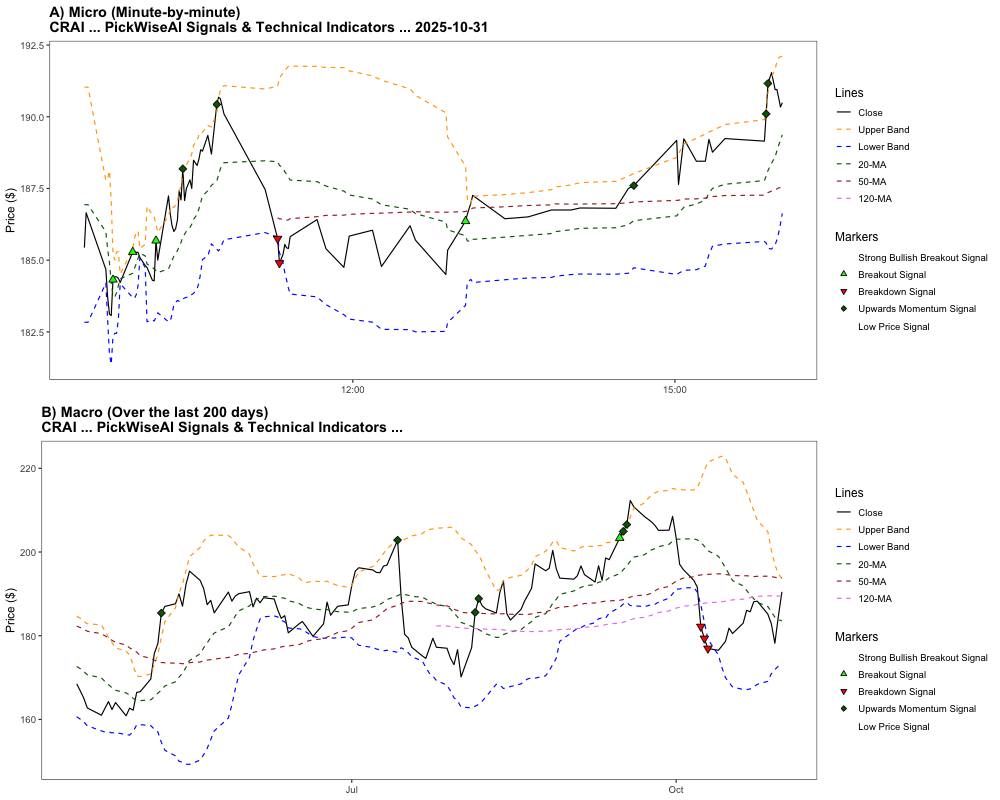 A) Micro (Minute-by-minute)
CRAI ... PickWiseAI Signals & Technical Indicators ... 2025-10-31
Price ($)
192.5
190.0
187.5
185.0
182.5
12:00
15:00
Lines
Close
Upper Band
Lower Band
20-MA
50-MA
120-MA
Markers
Strong Bullish Breakout Signal
Breakout Signal
Breakdown Signal
Upwards Momentum Signal
Low Price Signal
B) Macro (Over the last 200 days)
CRAI ... PickWiseAI Signals & Technical Indicators ...
Price ($)
220
200
180
160
Jul
Oct
Lines
Close
Upper Band
Lower Band
20-MA
50-MA
120-MA
Markers
Strong Bullish Breakout Signal
Breakout Signal
Breakdown Signal
Upwards Momentum Signal
Low Price Signal